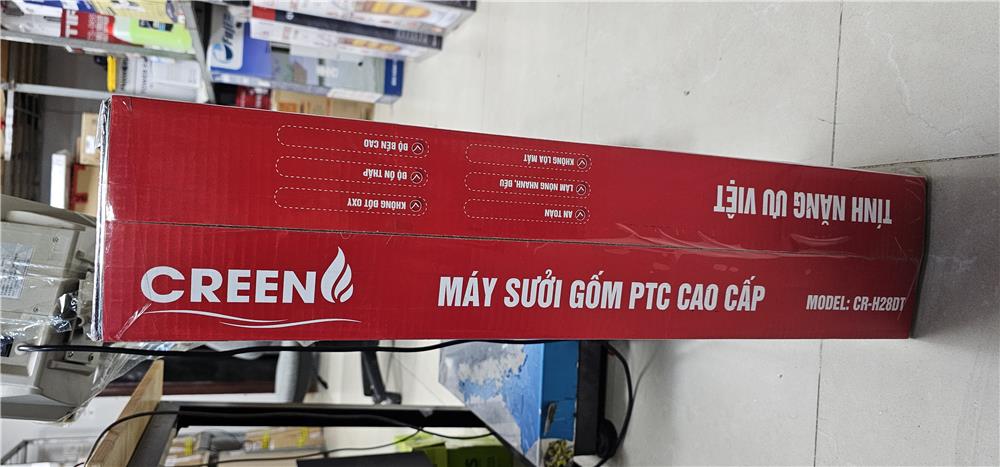 CREEN
MÁY SƯỞI GỐM PTC CAO CẤP
MODEL: CR-H28DT
TÍNH NĂNG ƯU VIỆT
AN TOÀN
LÀM NÓNG NHANH, ĐỀU
KHÔNG LÓA MẮT
KHÔNG ĐỐT OXY
ĐỘ ỒN THẤP
ĐỘ BỀN CAO